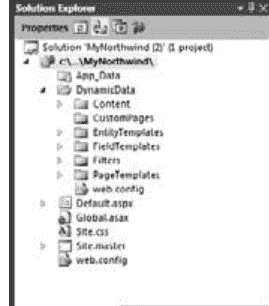 Solution Explorer
Properties
Solution 'MyNorthwind (2)' (1 project)
c:\...\MyNorthwind\
App_Data
DynamicData
Content
CustomPages
EntityTemplates
FieldTemplates
Filters
PageTemplates
web.config
Default.aspx
Global.asax
Site.css
Site.master
web.config